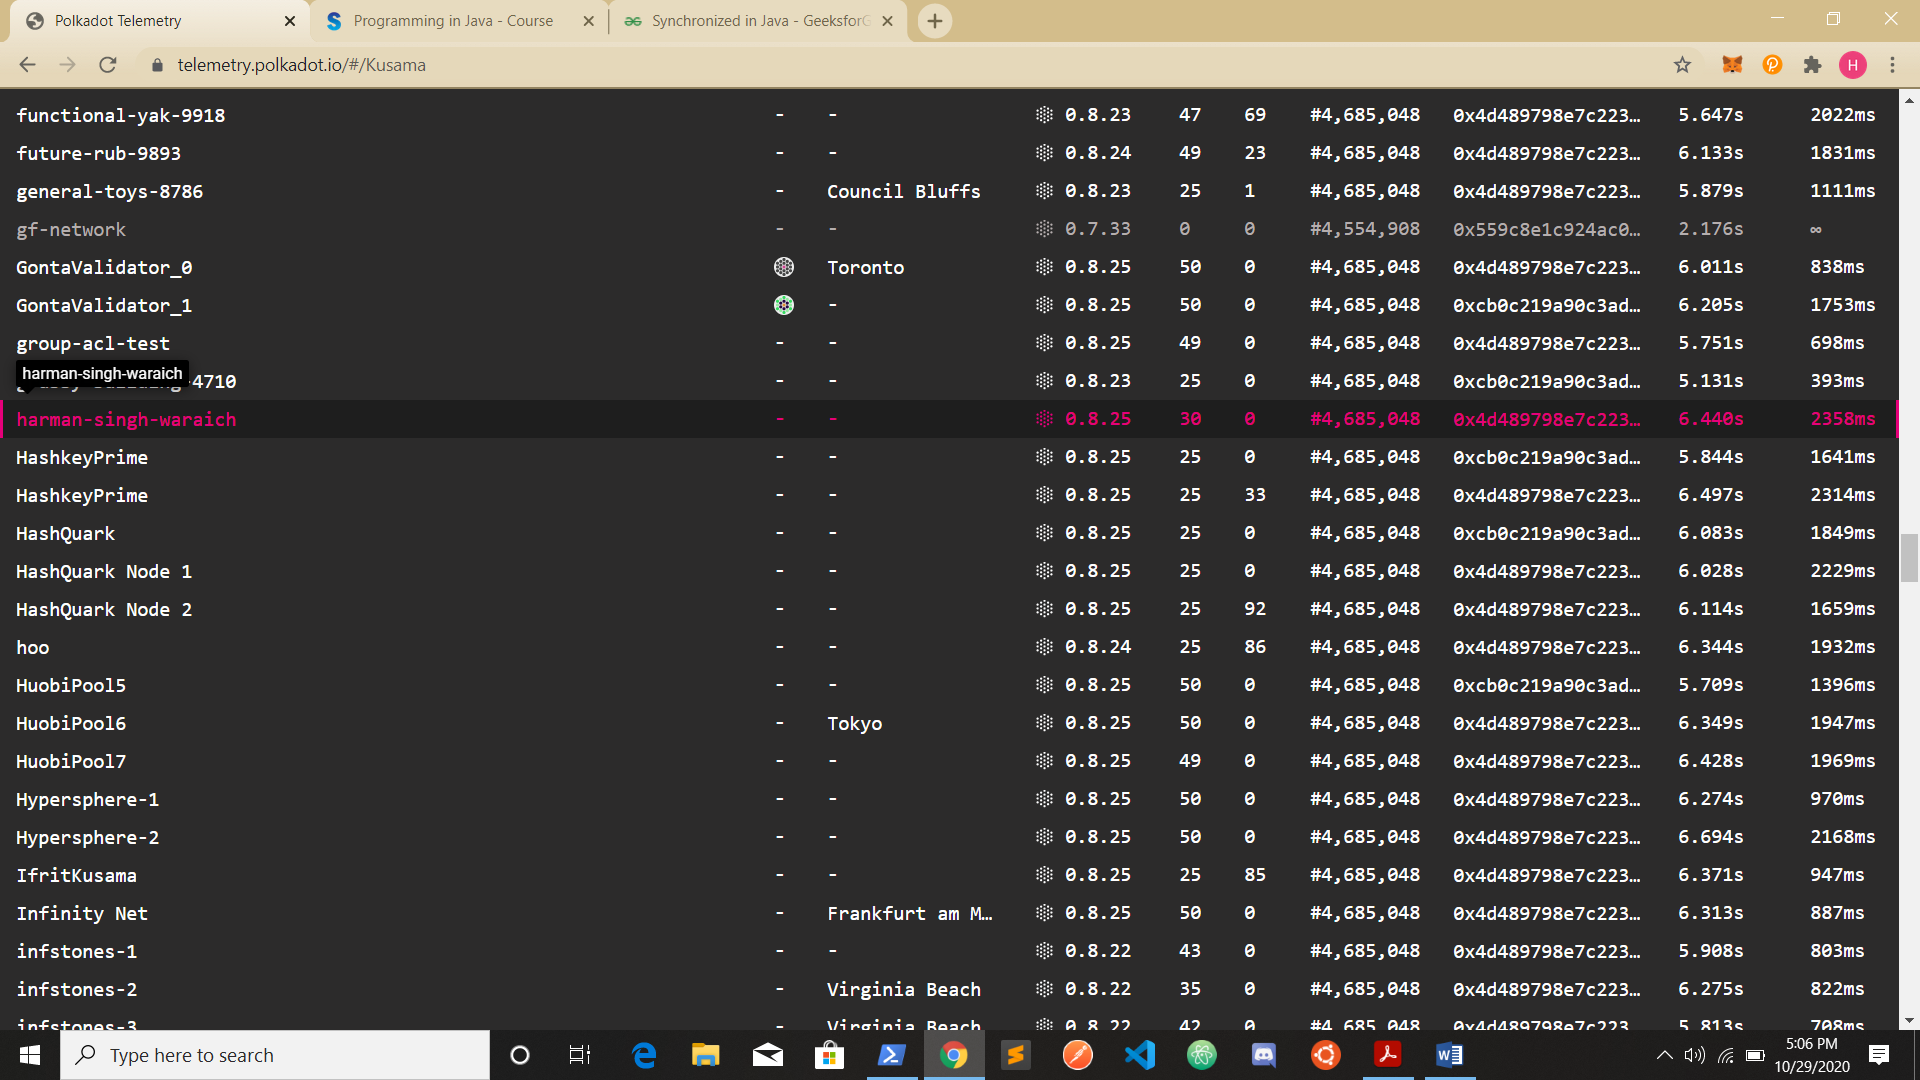 Polkadot Telemetry
Programming in Java - Course
Synchronized in Java - GeeksforG
telemetry.polkadot.io/#/Kusama
H
functional-yak-9918 - - 0.8.23 47 69 #4,685,048 0x4d489798e7c223… 5.647s 2022ms
future-rub-9893 - - 0.8.24 49 23 #4,685,048 0x4d489798e7c223… 6.133s 1831ms
general-toys-8786 - Council Bluffs 0.8.23 25 1 #4,685,048 0x4d489798e7c223… 5.879s 1111ms
gf-network - - 0.7.33 0 0 #4,554,908 0x559c8e1c924ac0… 2.176s ∞
GontaValidator_0 Toronto 0.8.25 50 0 #4,685,048 0x4d489798e7c223… 6.011s 838ms
GontaValidator_1 - 0.8.25 50 0 #4,685,048 0xcb0c219a90c3ad… 6.205s 1753ms
group-acl-test - - 0.8.25 49 0 #4,685,048 0x4d489798e7c223… 5.751s 698ms
harman-singh-waraich
4710 - - 0.8.23 25 0 #4,685,048 0x4d489798e7c223… 5.131s 393ms
harman-singh-waraich - - 0.8.25 30 0 #4,685,048 0x4d489798e7c223… 6.440s 2358ms
HashkeyPrime - - 0.8.25 25 0 #4,685,048 0xcb0c219a90c3ad… 5.844s 1641ms
HashkeyPrime - - 0.8.25 25 33 #4,685,048 0x4d489798e7c223… 6.497s 2314ms
HashQuark - - 0.8.25 25 0 #4,685,048 0xcb0c219a90c3ad… 6.083s 1849ms
HashQuark Node 1 - - 0.8.25 25 0 #4,685,048 0x4d489798e7c223… 6.028s 2229ms
HashQuark Node 2 - - 0.8.25 25 92 #4,685,048 0x4d489798e7c223… 6.114s 1659ms
hoo - - 0.8.24 25 86 #4,685,048 0x4d489798e7c223… 6.344s 1932ms
HuobiPool5 - - 0.8.25 50 0 #4,685,048 0xcb0c219a90c3ad… 5.709s 1396ms
HuobiPool6 - Tokyo 0.8.25 50 0 #4,685,048 0x4d489798e7c223… 6.349s 1947ms
HuobiPool7 - - 0.8.25 49 0 #4,685,048 0x4d489798e7c223… 6.428s 1969ms
Hypersphere-1 - - 0.8.25 50 0 #4,685,048 0x4d489798e7c223… 6.274s 970ms
Hypersphere-2 - - 0.8.25 50 0 #4,685,048 0x4d489798e7c223… 6.694s 2168ms
IfritKusama - - 0.8.25 25 85 #4,685,048 0x4d489798e7c223… 6.371s 947ms
Infinity Net - Frankfurt am M… 0.8.25 50 0 #4,685,048 0x4d489798e7c223… 6.313s 887ms
infstones-1 - - 0.8.22 43 0 #4,685,048 0x4d489798e7c223… 5.908s 803ms
infstones-2 - Virginia Beach 0.8.22 35 0 #4,685,048 0x4d489798e7c223… 6.275s 822ms
infstones-3 - Virginia Beach 0.8.22 42 0 #4,685,048 0x4d489798e7c223… 5.813s 708ms
Type here to search
5:06 PM
10/29/2020